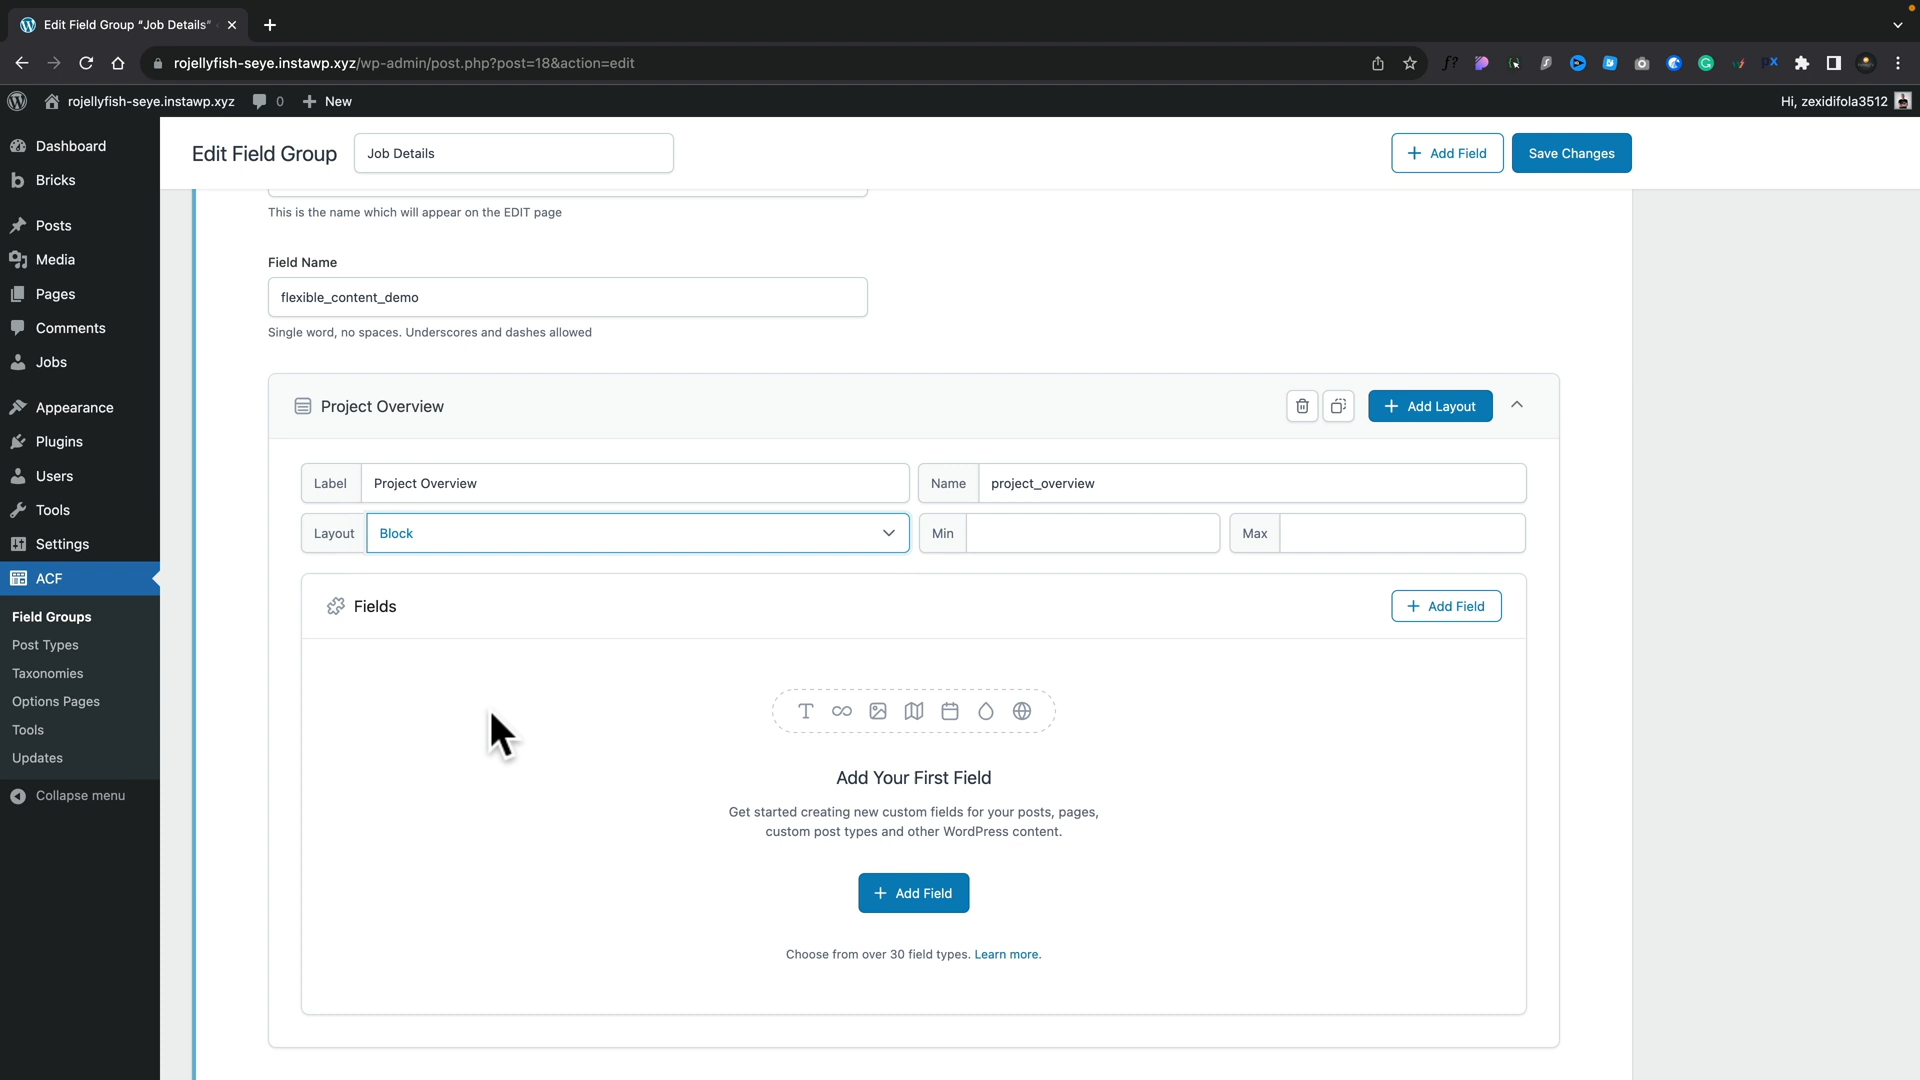 Edit Field Group "Job Details"
rojellyfish-seye.instawp.xyz/wp-admin/post.php?post=18&action=edit
rojellyfish-seye.instawp.xyz
0
New
Hi, zexidifola3512
Dashboard
Bricks
Posts
Media
Pages
Comments
Jobs
Appearance
Plugins
Users
Tools
Settings
ACF
Field Groups
Post Types
Taxonomies
Options Pages
Tools
Updates
Collapse menu
Edit Field Group
Job Details
Add Field
Save Changes
This is the name which will appear on the EDIT page
Field Name
flexible_content_demo
Single word, no spaces. Underscores and dashes allowed
Project Overview
Add Layout
Label
Project Overview
Name
project_overview
Layout
Block
Min
Max
Fields
Add Field
Add Your First Field
Get started creating new custom fields for your posts, pages,
custom post types and other WordPress content.
Add Field
Choose from over 30 field types. Learn more.